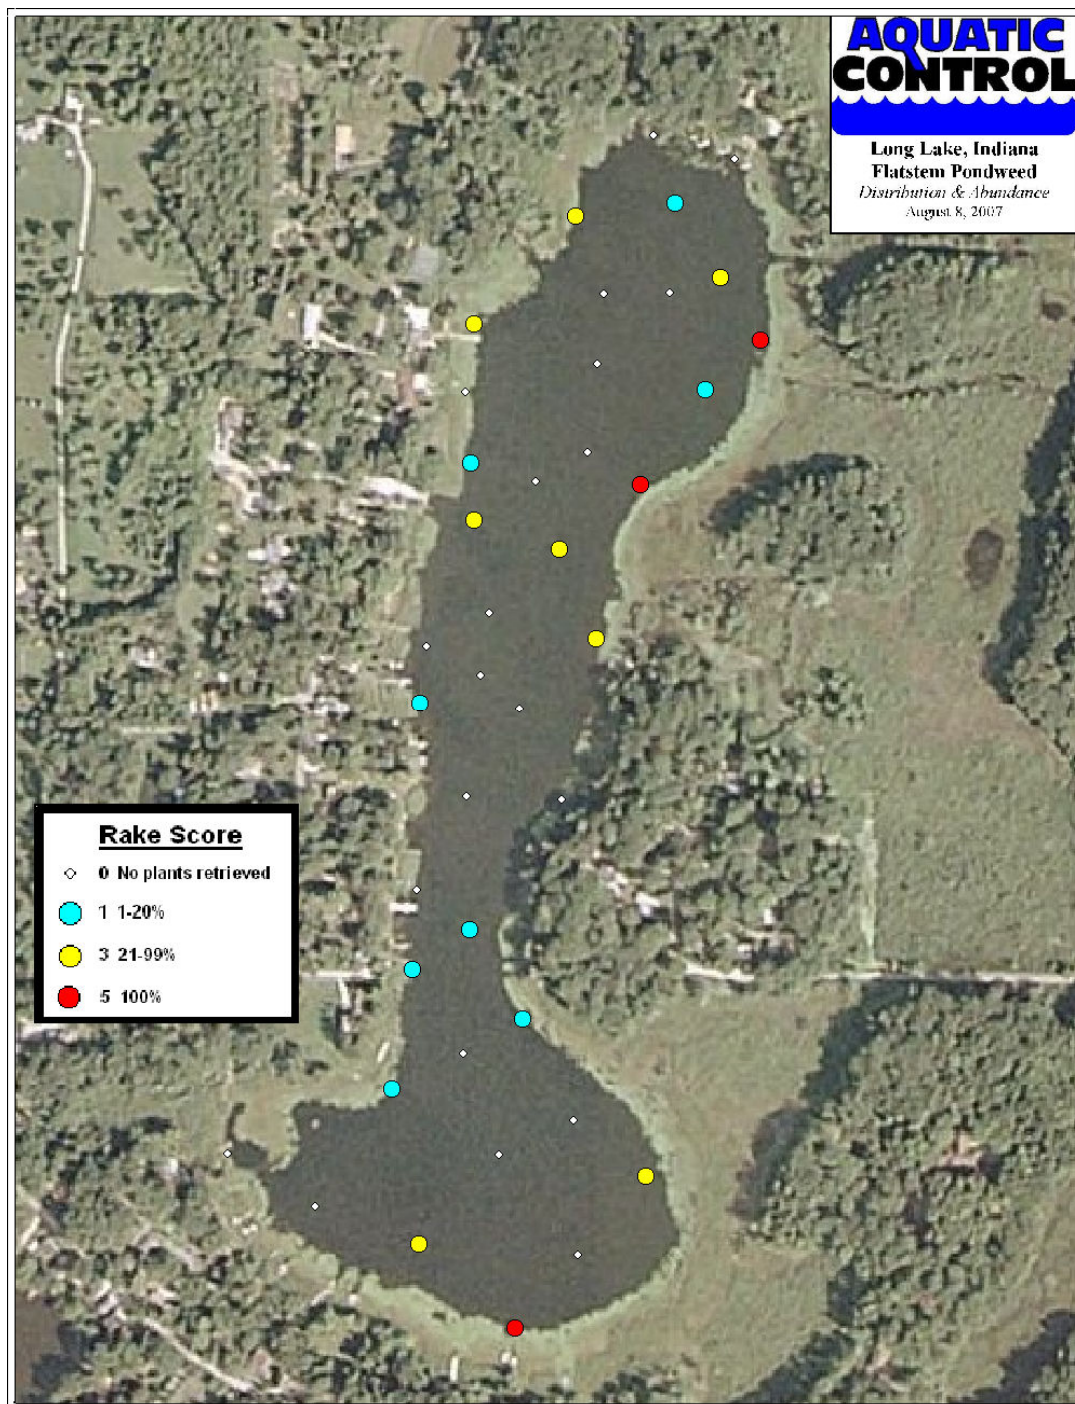 AQUATIC
CONTROL
Long Lake, Indiana
Flatstem Pondweed
Distribution & Abundance
August 8, 2007
Rake Score
0 No plants retrieved
1 1-20%
3 21-99%
5 100%